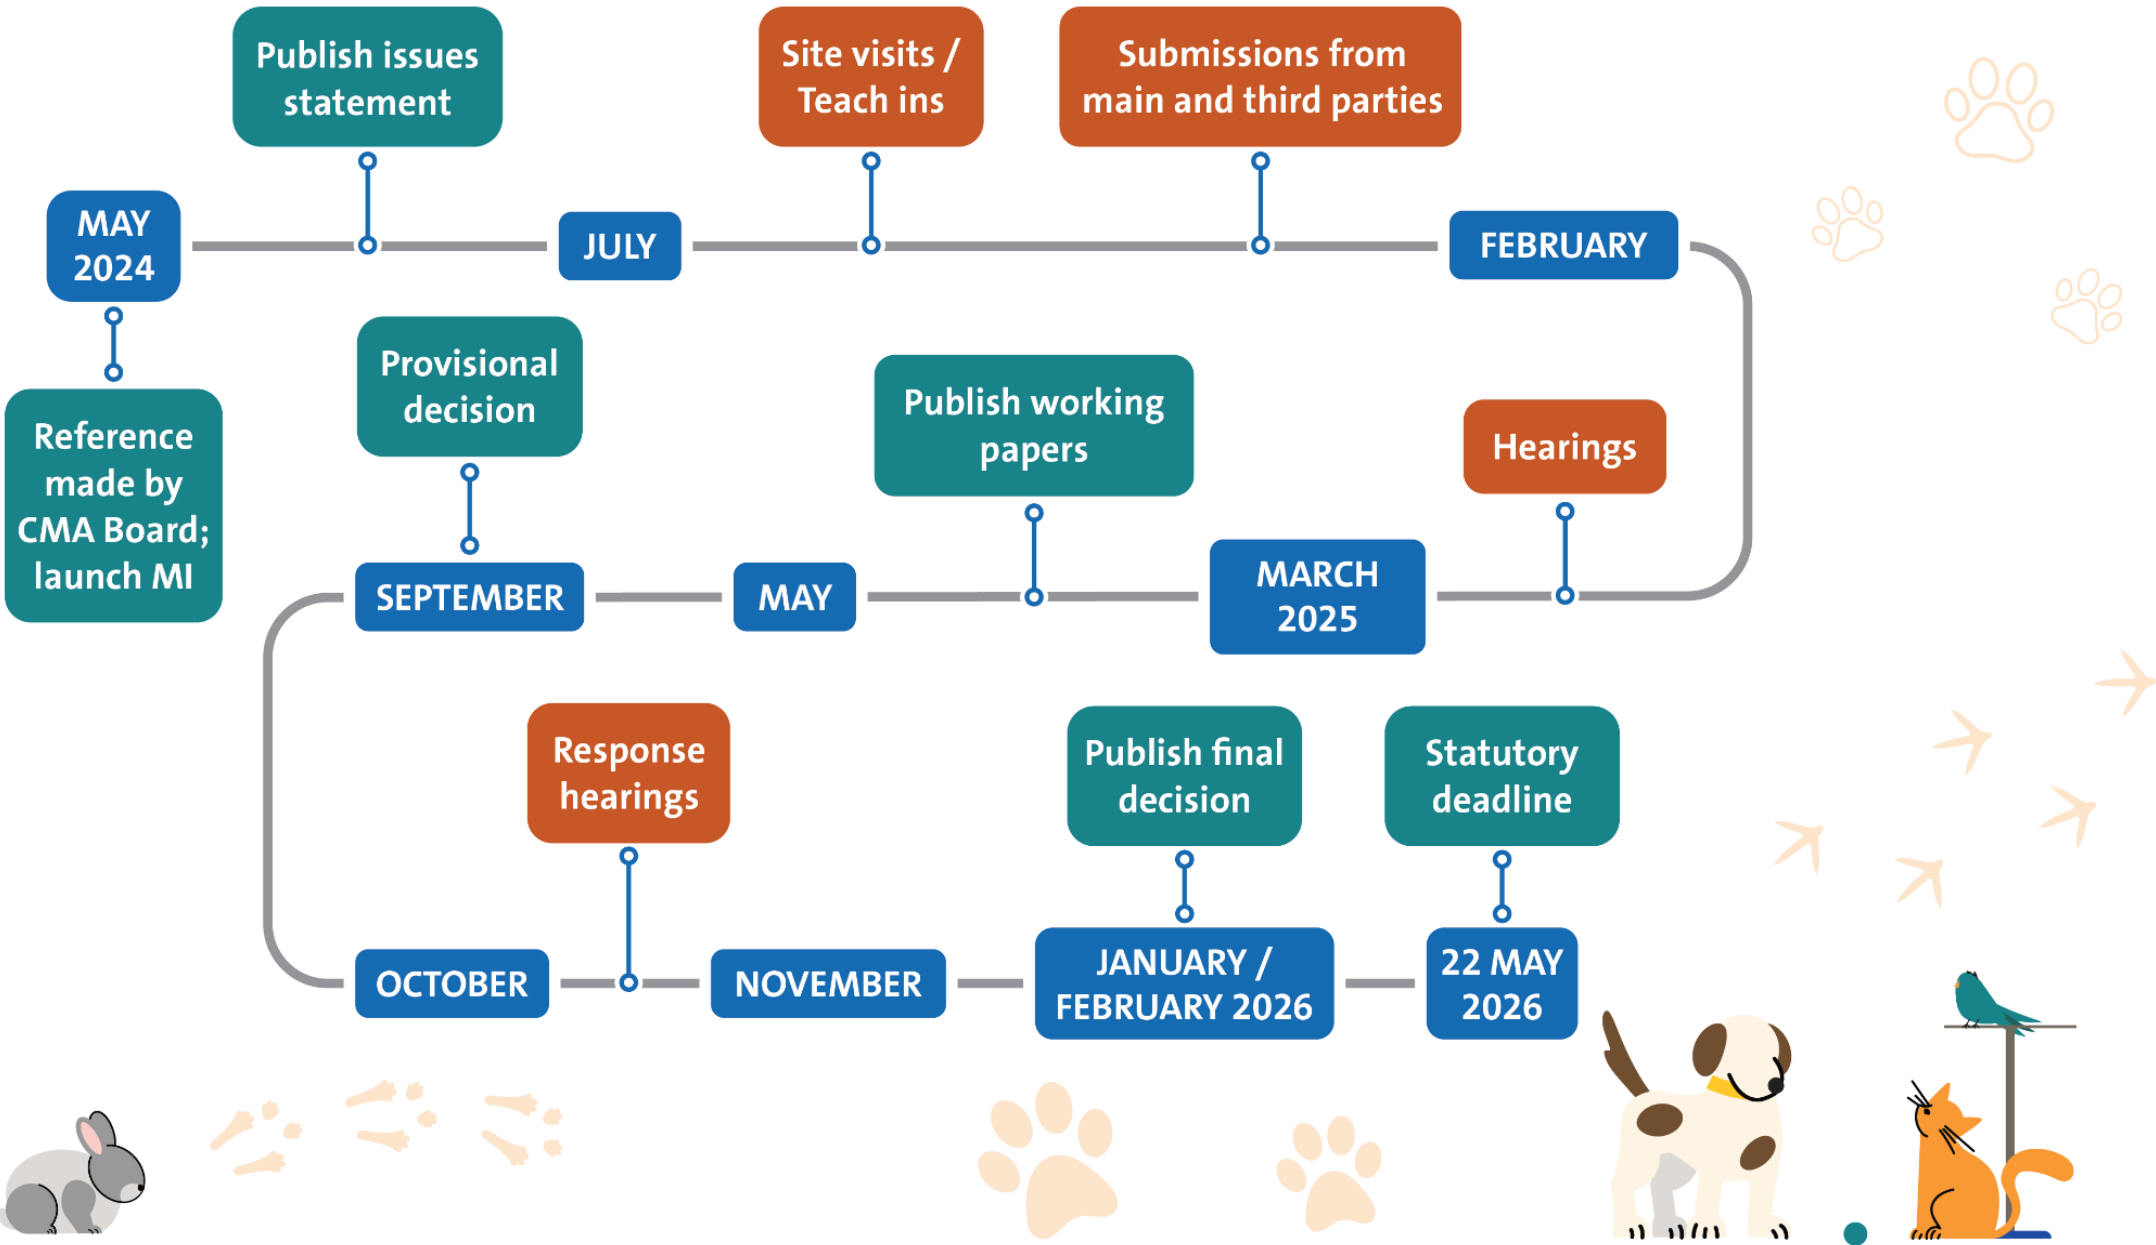 Publish issues
statement
Site visits /
Teach ins
Submissions from
main and third parties
MAY
2024
JULY
FEBRUARY
Reference
made by
CMA Board;
launch MI
Provisional
decision
Publish working
papers
Hearings
SEPTEMBER
MAY
MARCH
2025
Response
hearings
Publish final
decision
Statutory
deadline
OCTOBER
NOVEMBER
JANUARY /
FEBRUARY 2026
22 MAY
2026